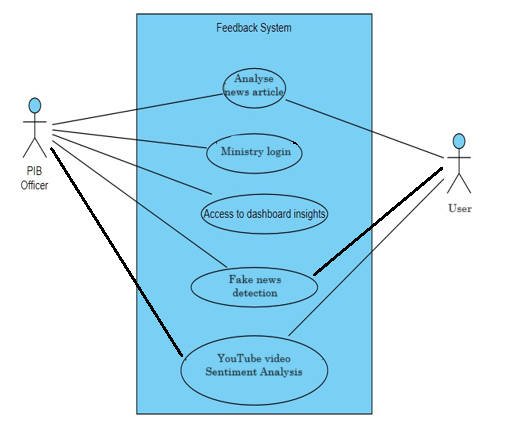 Feedback System
Analyse
news article
Ministry login
Access to dashboard insights
Fake news
detection
YouTube video
Sentiment Analysis
PIB
Officer
User